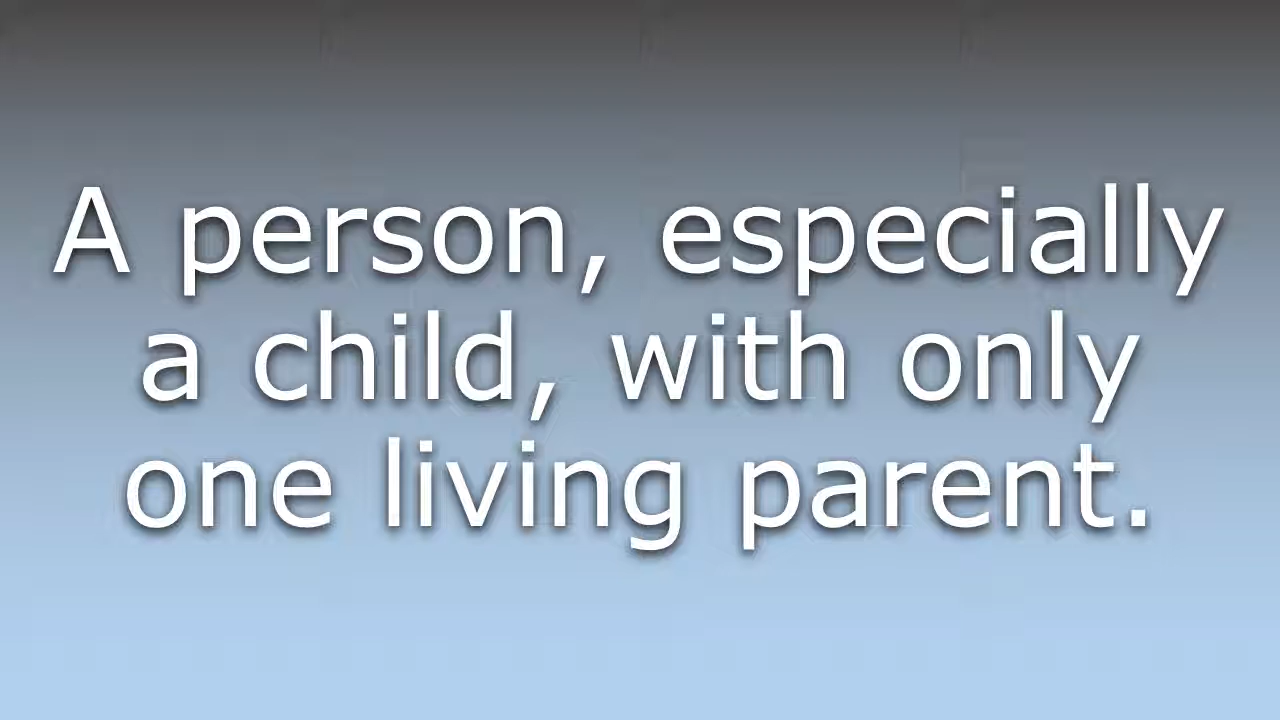 A person, especially
a child, with only
one living parent.